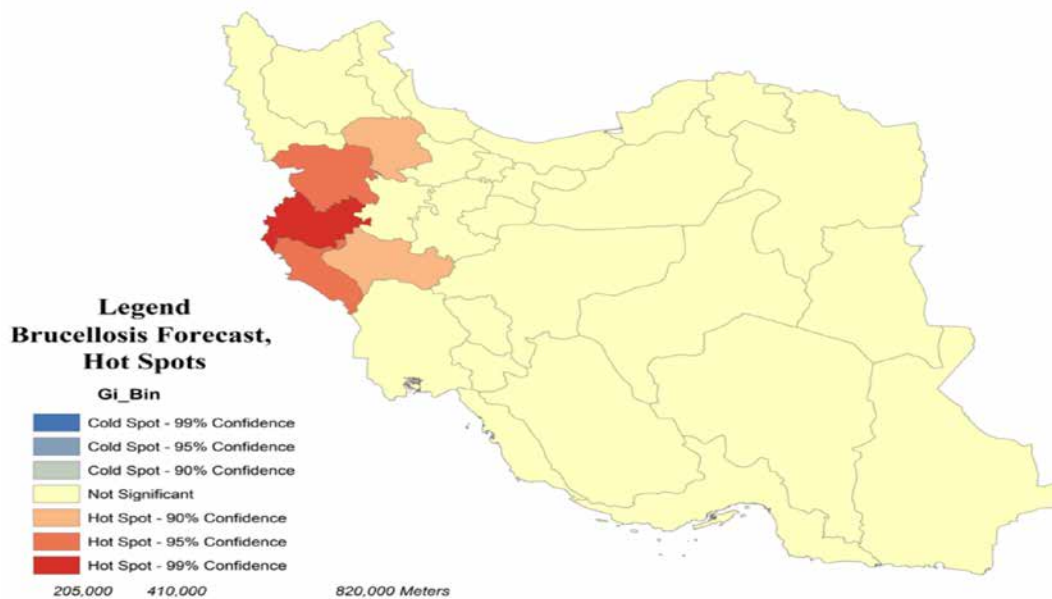 Legend
Brucellosis Forecast,
Hot Spots
Gi_Bin
Cold Spot - 99% Confidence
Cold Spot - 95% Confidence
Cold Spot - 90% Confidence
Not Significant
Hot Spot - 90% Confidence
Hot Spot - 95% Confidence
Hot Spot - 99% Confidence
205,000 410,000 820,000 Meters